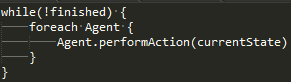 while(!finished) {
    foreach Agent {
        Agent.performAction(currentState)
    }
}